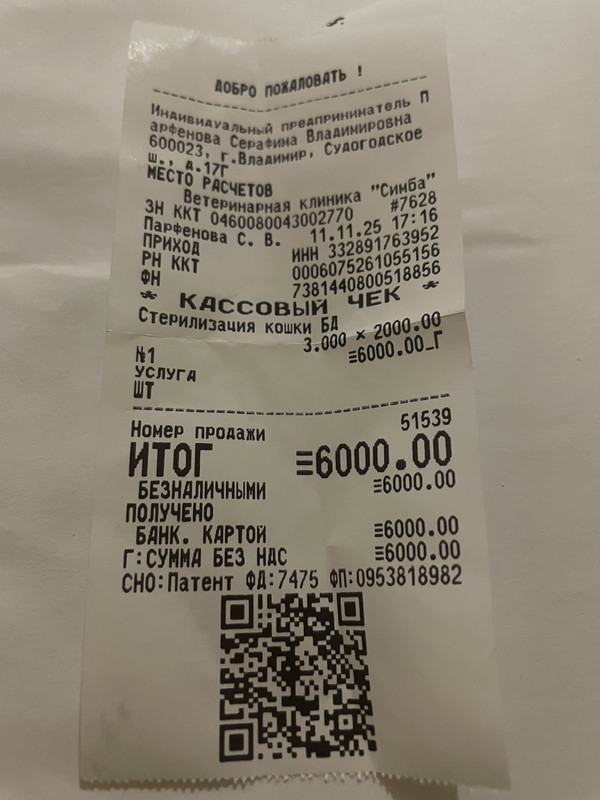 ДОБРО ПОЖАЛОВАТЬ !
Индивидуальный предпрининатель П
арфенова Серафина Владимировна
600023, г.Владимир, Судогодское
ш., д.17Г
МЕСТО РАСЧЕТОВ
Ветеринарная клиника "Симба"
ЗН ККТ 0460080043002770 #7628
Парфенова С. В. 11.11.25 17:16
ПРИХОД ИНН 332891763952
РН ККТ 0006075261055156
ФН 7381440800518856
* КАССОВЫЙ ЧЕК *
Стерилизация кошки БД
3.000 x 2000.00
№1 ≡6000.00_Г
УСЛУГА
ШТ
Номер продажи 51539
ИТОГ ≡6000.00
БЕЗНАЛИЧНЫМИ ≡6000.00
ПОЛУЧЕНО
БАНК. КАРТОЙ ≡6000.00
Г:СУММА БЕЗ НДС ≡6000.00
СНО:Патент ФД:7475 ФП:0953818982